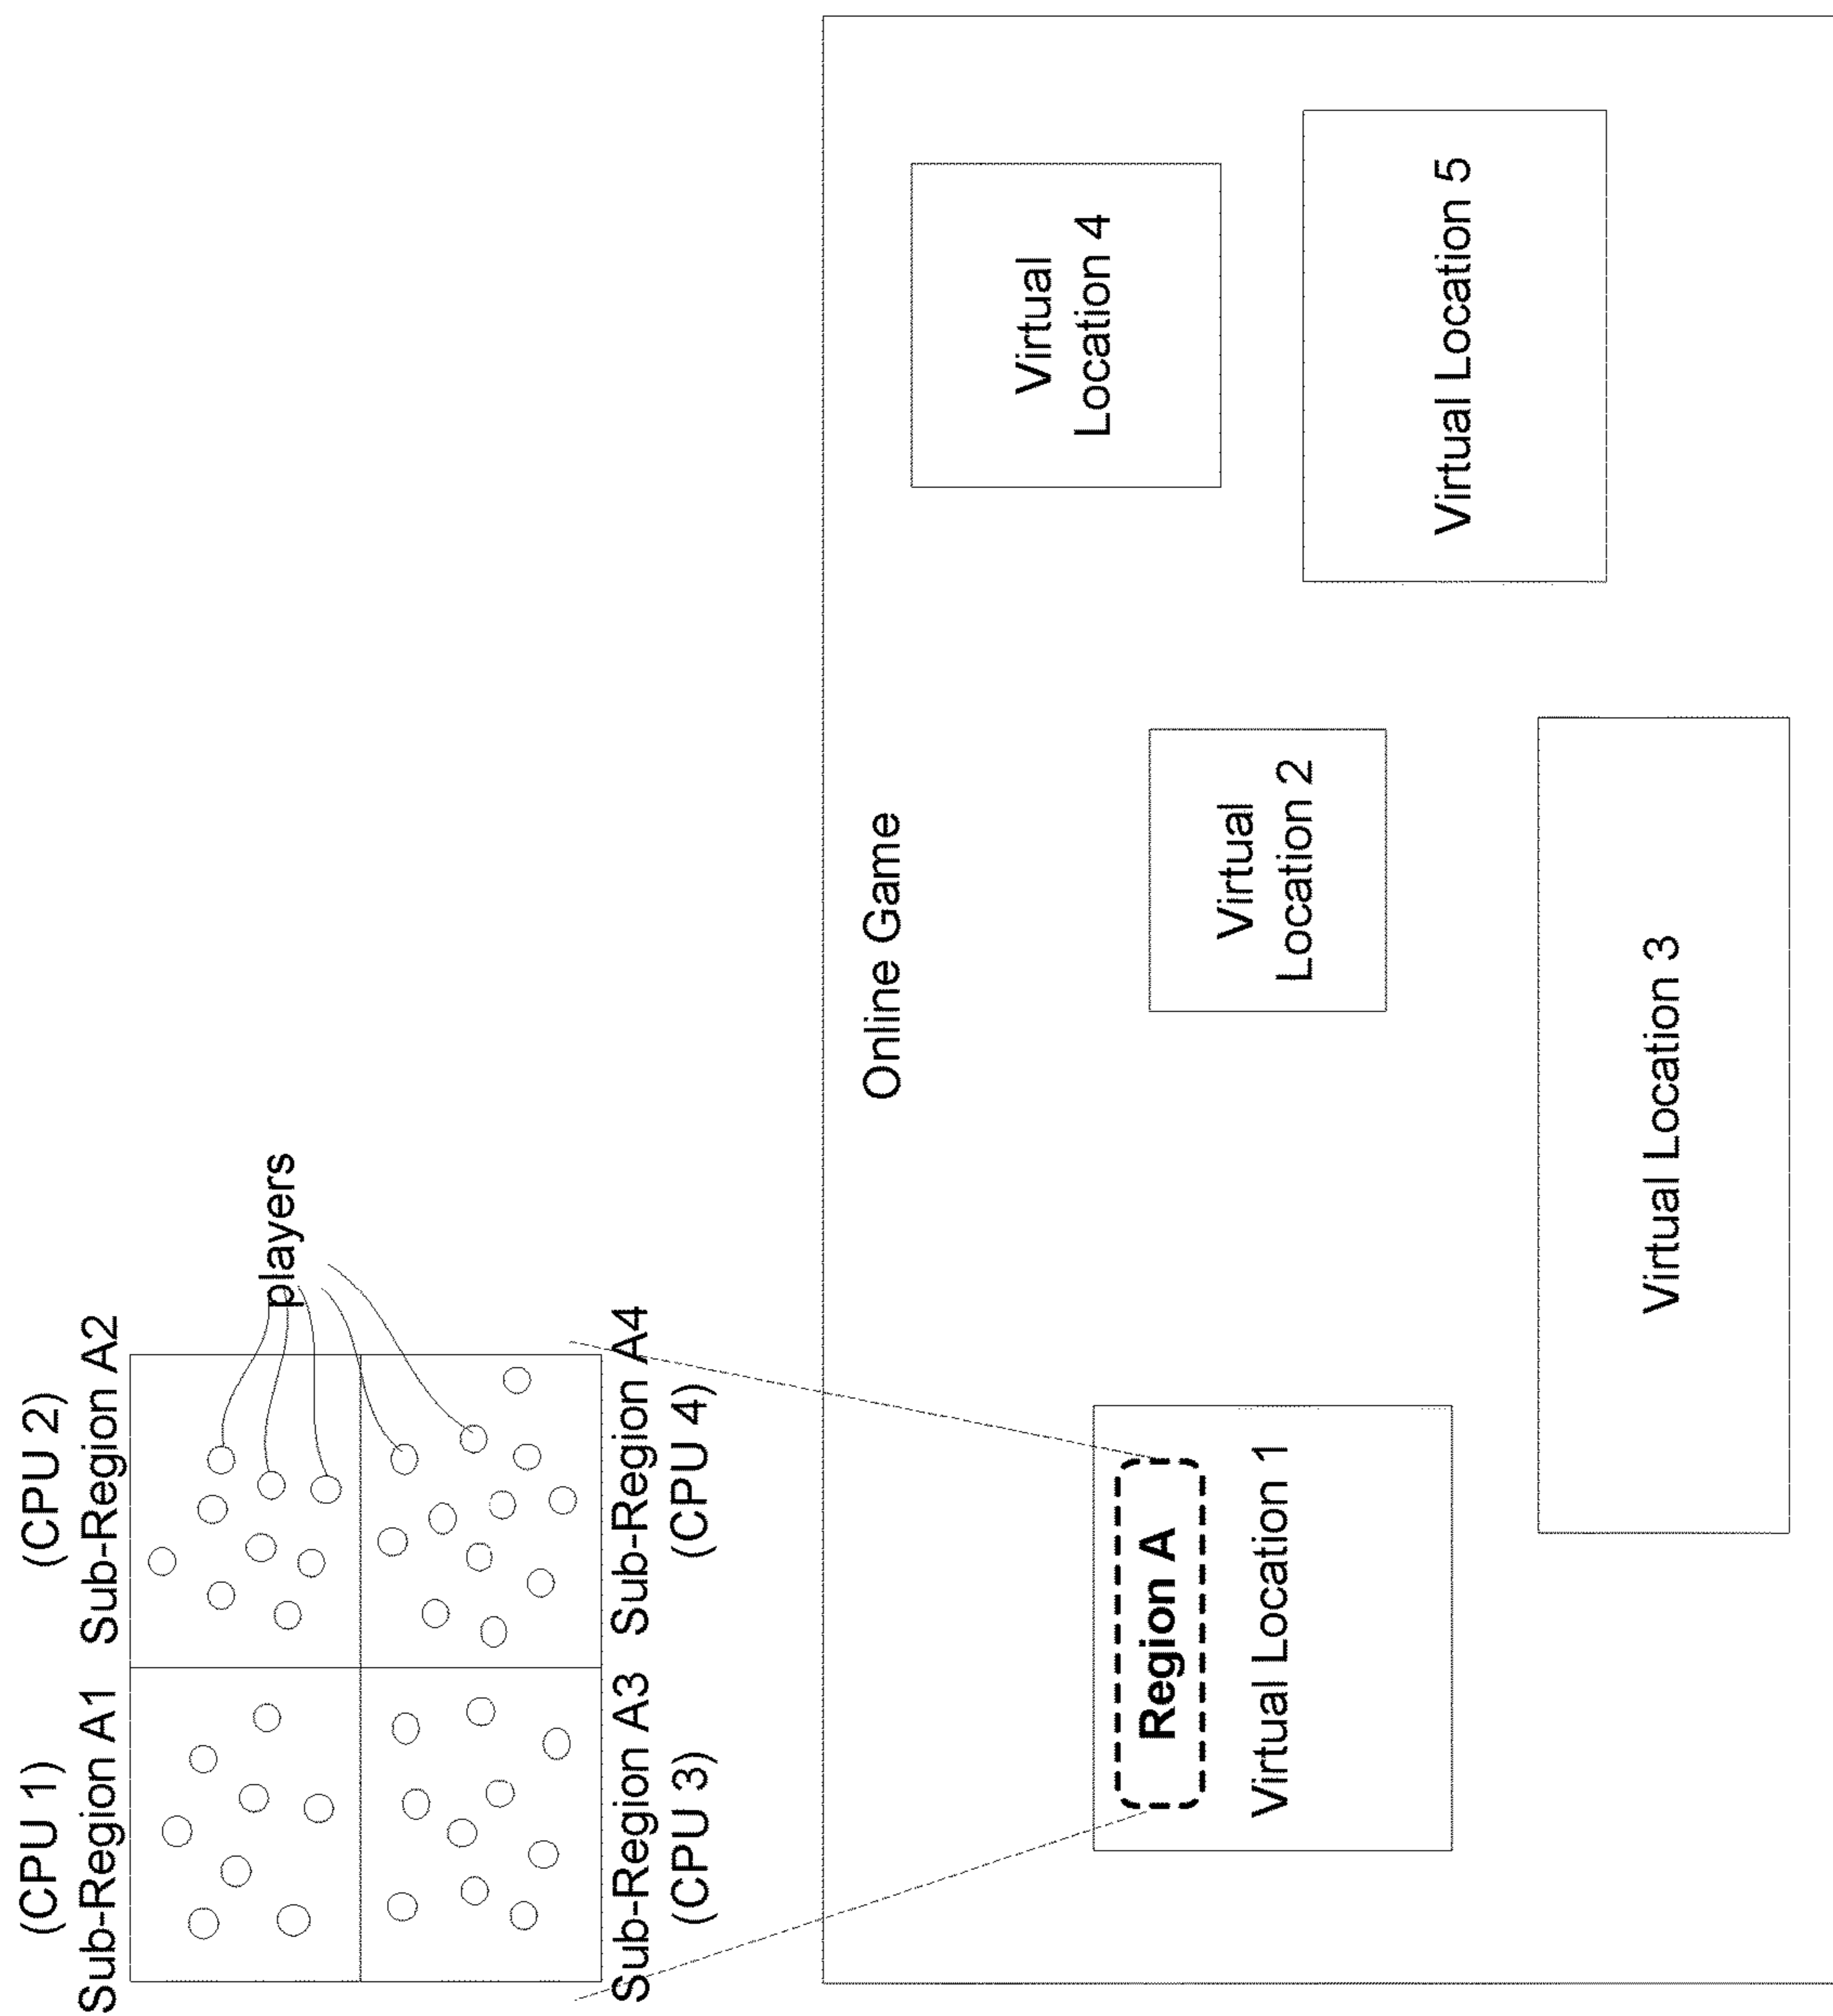 (CPU 1)
Sub-Region A1
(CPU 2)
Sub-Region A2
players
Sub-Region A3
(CPU 3)
Sub-Region A4
(CPU 4)
Online Game
Virtual
Location 4
Region A
Virtual Location 1
Virtual
Location 2
Virtual Location 5
Virtual Location 3